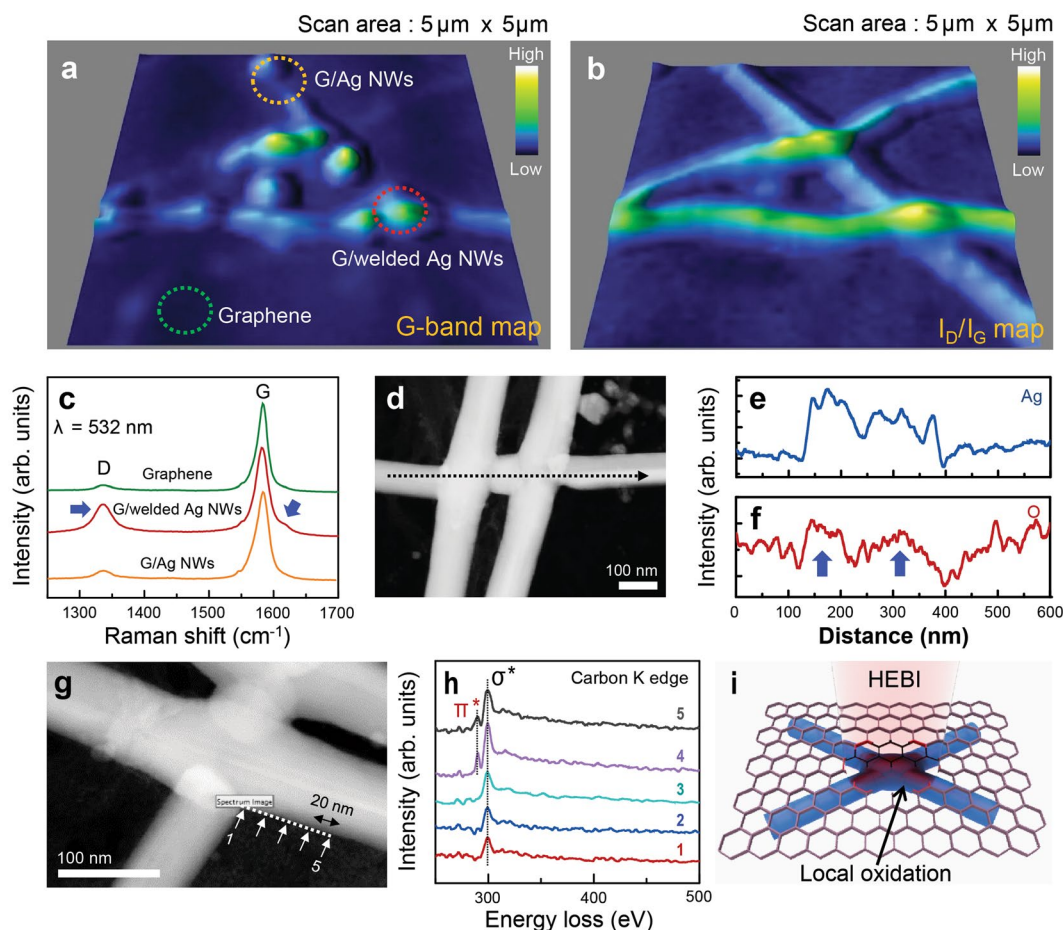 Scan area : 5μm x 5μm
Scan area : 5μm x 5μm
a
G/Ag NWs
High
Low
G/welded Ag NWs
Graphene
G-band map
b
High
Low
I_D/I_G map
c
λ = 532 nm
D
G
Graphene
G/welded Ag NWs
G/Ag NWs
Intensity (arb. units)
1300 1400 1500 1600 1700
Raman shift (cm⁻¹)
d
100 nm
e
Ag
f
O
Intensity (arb. units)
0 100 200 300 400 500 600
Distance (nm)
g
Spectrum Image
20 nm
1
5
100 nm
h
π* σ*
Carbon K edge
5
4
3
2
1
Intensity (arb. units)
300 400 500
Energy loss (eV)
i
HEBI
Local oxidation